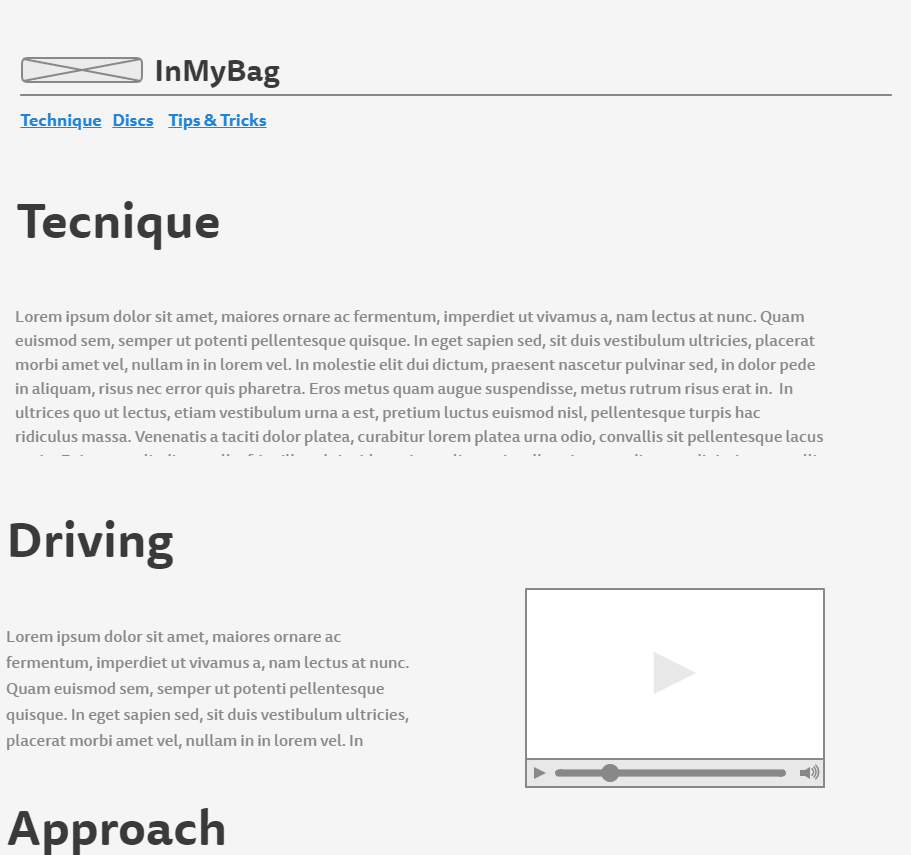 InMyBag
Technique Discs Tips & Tricks
Tecnique
Lorem ipsum dolor sit amet, maiores ornare ac fermentum, imperdiet ut vivamus a, nam lectus at nunc. Quam
euismod sem, semper ut potenti pellentesque quisque. In eget sapien sed, sit duis vestibulum ultricies, placerat
morbi amet vel, nullam in in lorem vel. In molestie elit dui dictum, praesent nascetur pulvinar sed, in dolor pede
in aliquam, risus nec error quis pharetra. Eros metus quam augue suspendisse, metus rutrum risus erat in. In
ultrices quo ut lectus, etiam vestibulum urna a est, pretium luctus euismod nisl, pellentesque turpis hac
ridiculus massa. Venenatis a taciti dolor platea, curabitur lorem platea urna odio, convallis sit pellentesque lacus
Driving
Lorem ipsum dolor sit amet, maiores ornare ac
fermentum, imperdiet ut vivamus a, nam lectus at nunc.
Quam euismod sem, semper ut potenti pellentesque
quisque. In eget sapien sed, sit duis vestibulum ultricies,
placerat morbi amet vel, nullam in in lorem vel. In
Approach